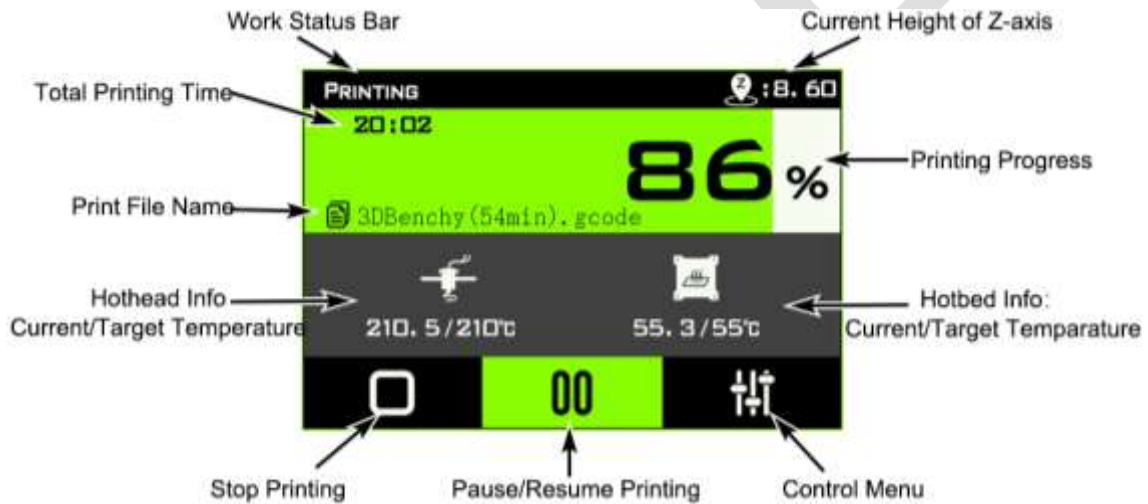 Work Status Bar
Current Height of Z-axis
Total Printing Time
PRINTING
Z :8.60
20:02
86 %
Printing Progress
Print File Name
3DBenchy(54min).gcode
Hothead Info
Current/Target Temperature
210.5/210℃
55.3/55℃
Hotbed Info:
Current/Target Temparature
Stop Printing
Pause/Resume Printing
Control Menu